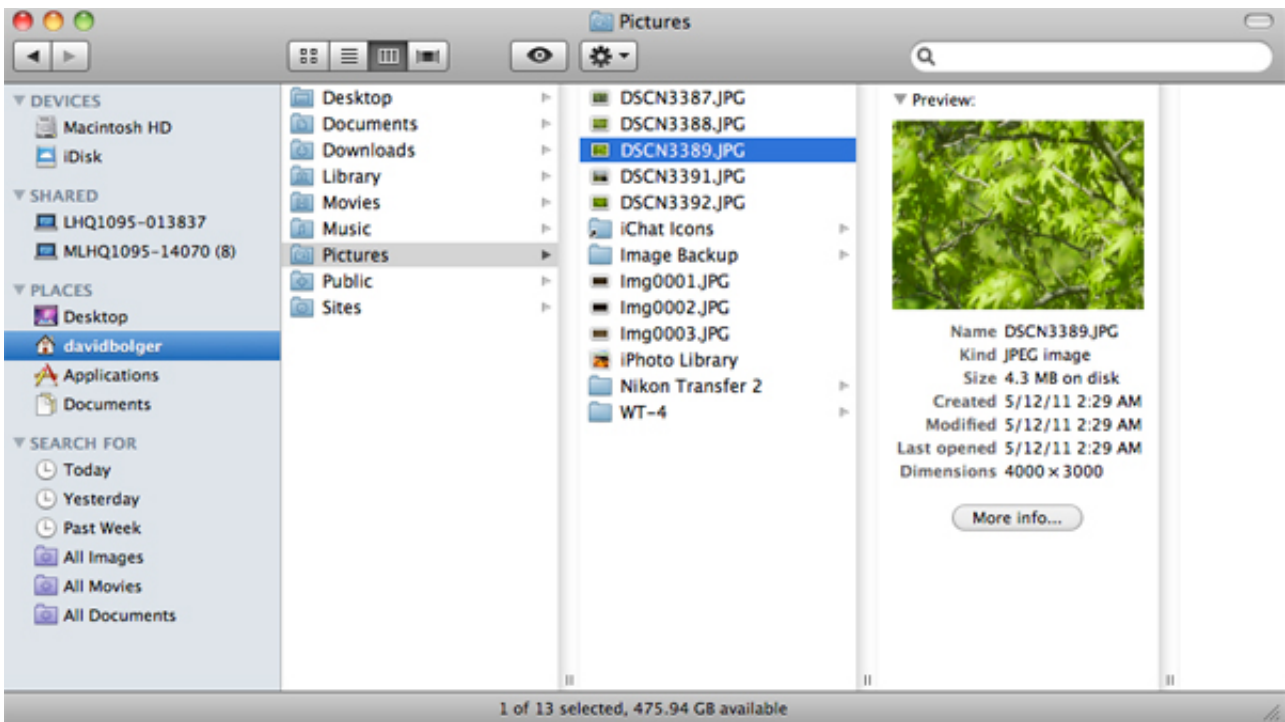 Pictures
DEVICES
Macintosh HD
iDisk
SHARED
LHQ1095-013837
MLHQ1095-14070 (8)
PLACES
Desktop
davidbolger
Applications
Documents
SEARCH FOR
Today
Yesterday
Past Week
All Images
All Movies
All Documents
Desktop
Documents
Downloads
Library
Movies
Music
Pictures
Public
Sites
DSCN3387.JPG
DSCN3388.JPG
DSCN3389.JPG
DSCN3391.JPG
DSCN3392.JPG
iChat Icons
Image Backup
Img0001.JPG
Img0002.JPG
Img0003.JPG
iPhoto Library
Nikon Transfer 2
WT-4
Preview:
Name DSCN3389.JPG
Kind JPEG image
Size 4.3 MB on disk
Created 5/12/11 2:29 AM
Modified 5/12/11 2:29 AM
Last opened 5/12/11 2:29 AM
Dimensions 4000 × 3000
More info...
1 of 13 selected, 475.94 GB available